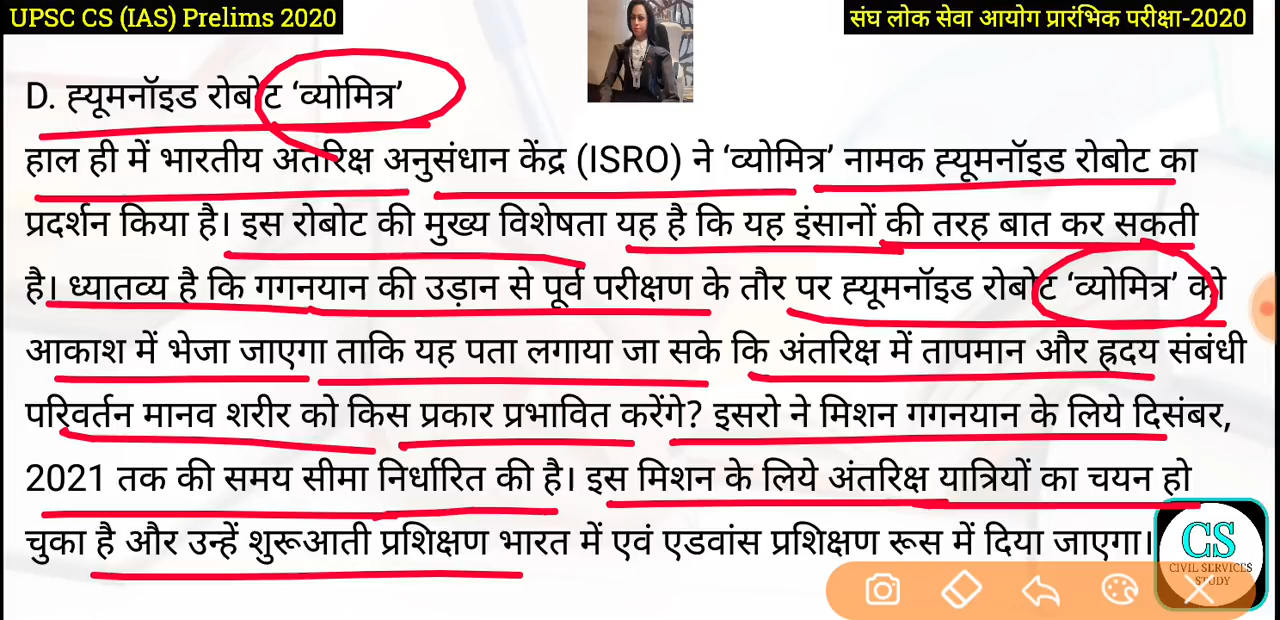 UPSC CS (IAS) Prelims 2020
संघ लोक सेवा आयोग प्रारंभिक परीक्षा-2020
D. ह्यूमनॉइड रोबोट ‘व्योमित्र’
हाल ही में भारतीय अंतरिक्ष अनुसंधान केंद्र (ISRO) ने ‘व्योमित्र’ नामक ह्यूमनॉइड रोबोट का
प्रदर्शन किया है। इस रोबोट की मुख्य विशेषता यह है कि यह इंसानों की तरह बात कर सकती
है। ध्यातव्य है कि गगनयान की उड़ान से पूर्व परीक्षण के तौर पर ह्यूमनॉइड रोबोट ‘व्योमित्र’ को
आकाश में भेजा जाएगा ताकि यह पता लगाया जा सके कि अंतरिक्ष में तापमान और ह्रदय संबंधी
परिवर्तन मानव शरीर को किस प्रकार प्रभावित करेंगे? इसरो ने मिशन गगनयान के लिये दिसंबर,
2021 तक की समय सीमा निर्धारित की है। इस मिशन के लिये अंतरिक्ष यात्रियों का चयन हो
चुका है और उन्हें शुरूआती प्रशिक्षण भारत में एवं एडवांस प्रशिक्षण रूस में दिया जाएगा।
CS
CIVIL SERVICES
STUDY